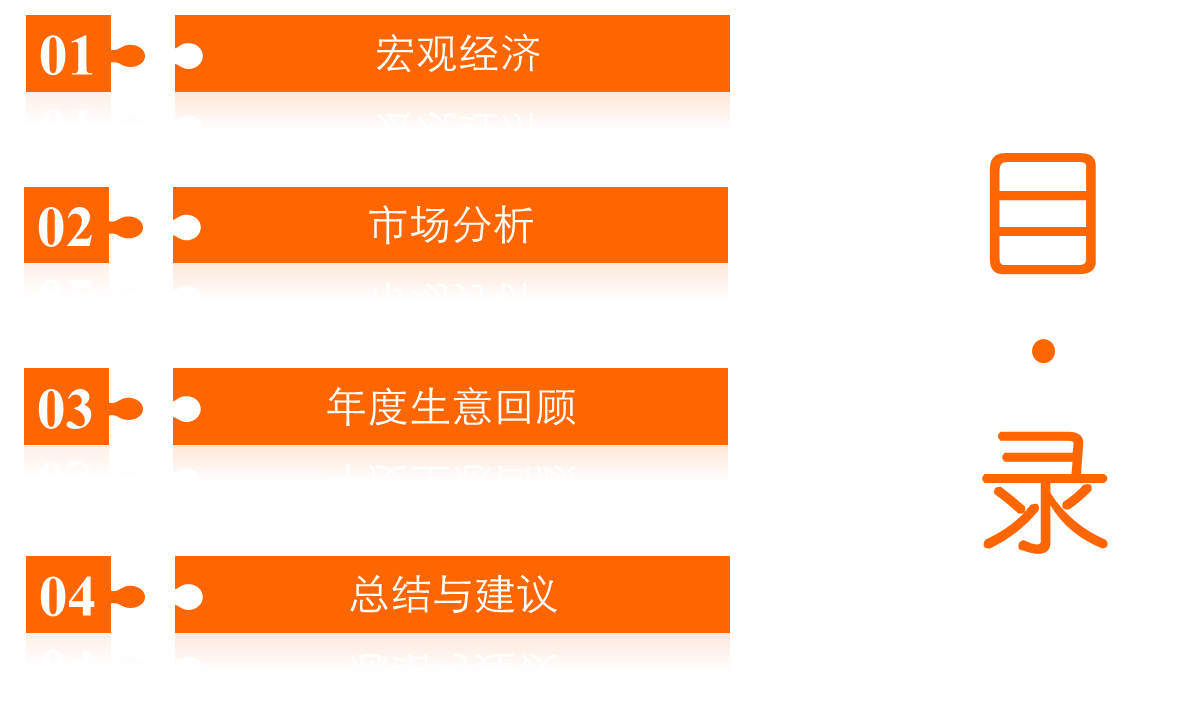 01 宏观经济
02 市场分析
03 年度生意回顾
04 总结与建议
目·录